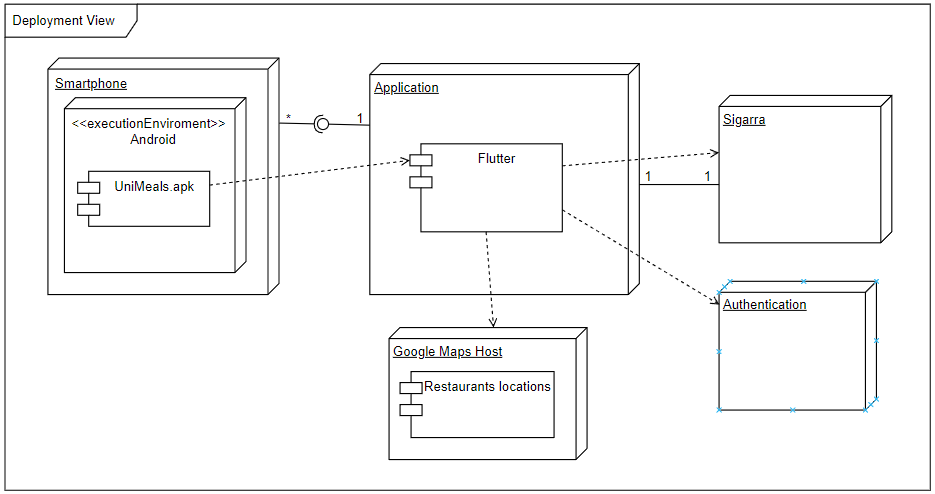 Deployment View
Smartphone
<<executionEnviroment>>
Android
UniMeals.apk
*
1
Application
Flutter
1
1
Sigarra
Authentication
Google Maps Host
Restaurants locations